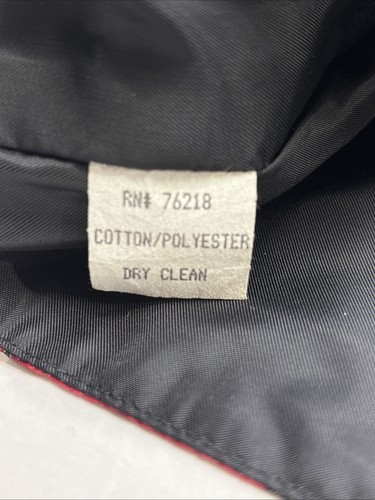 RN# 76218
COTTON/POLYESTER
DRY CLEAN